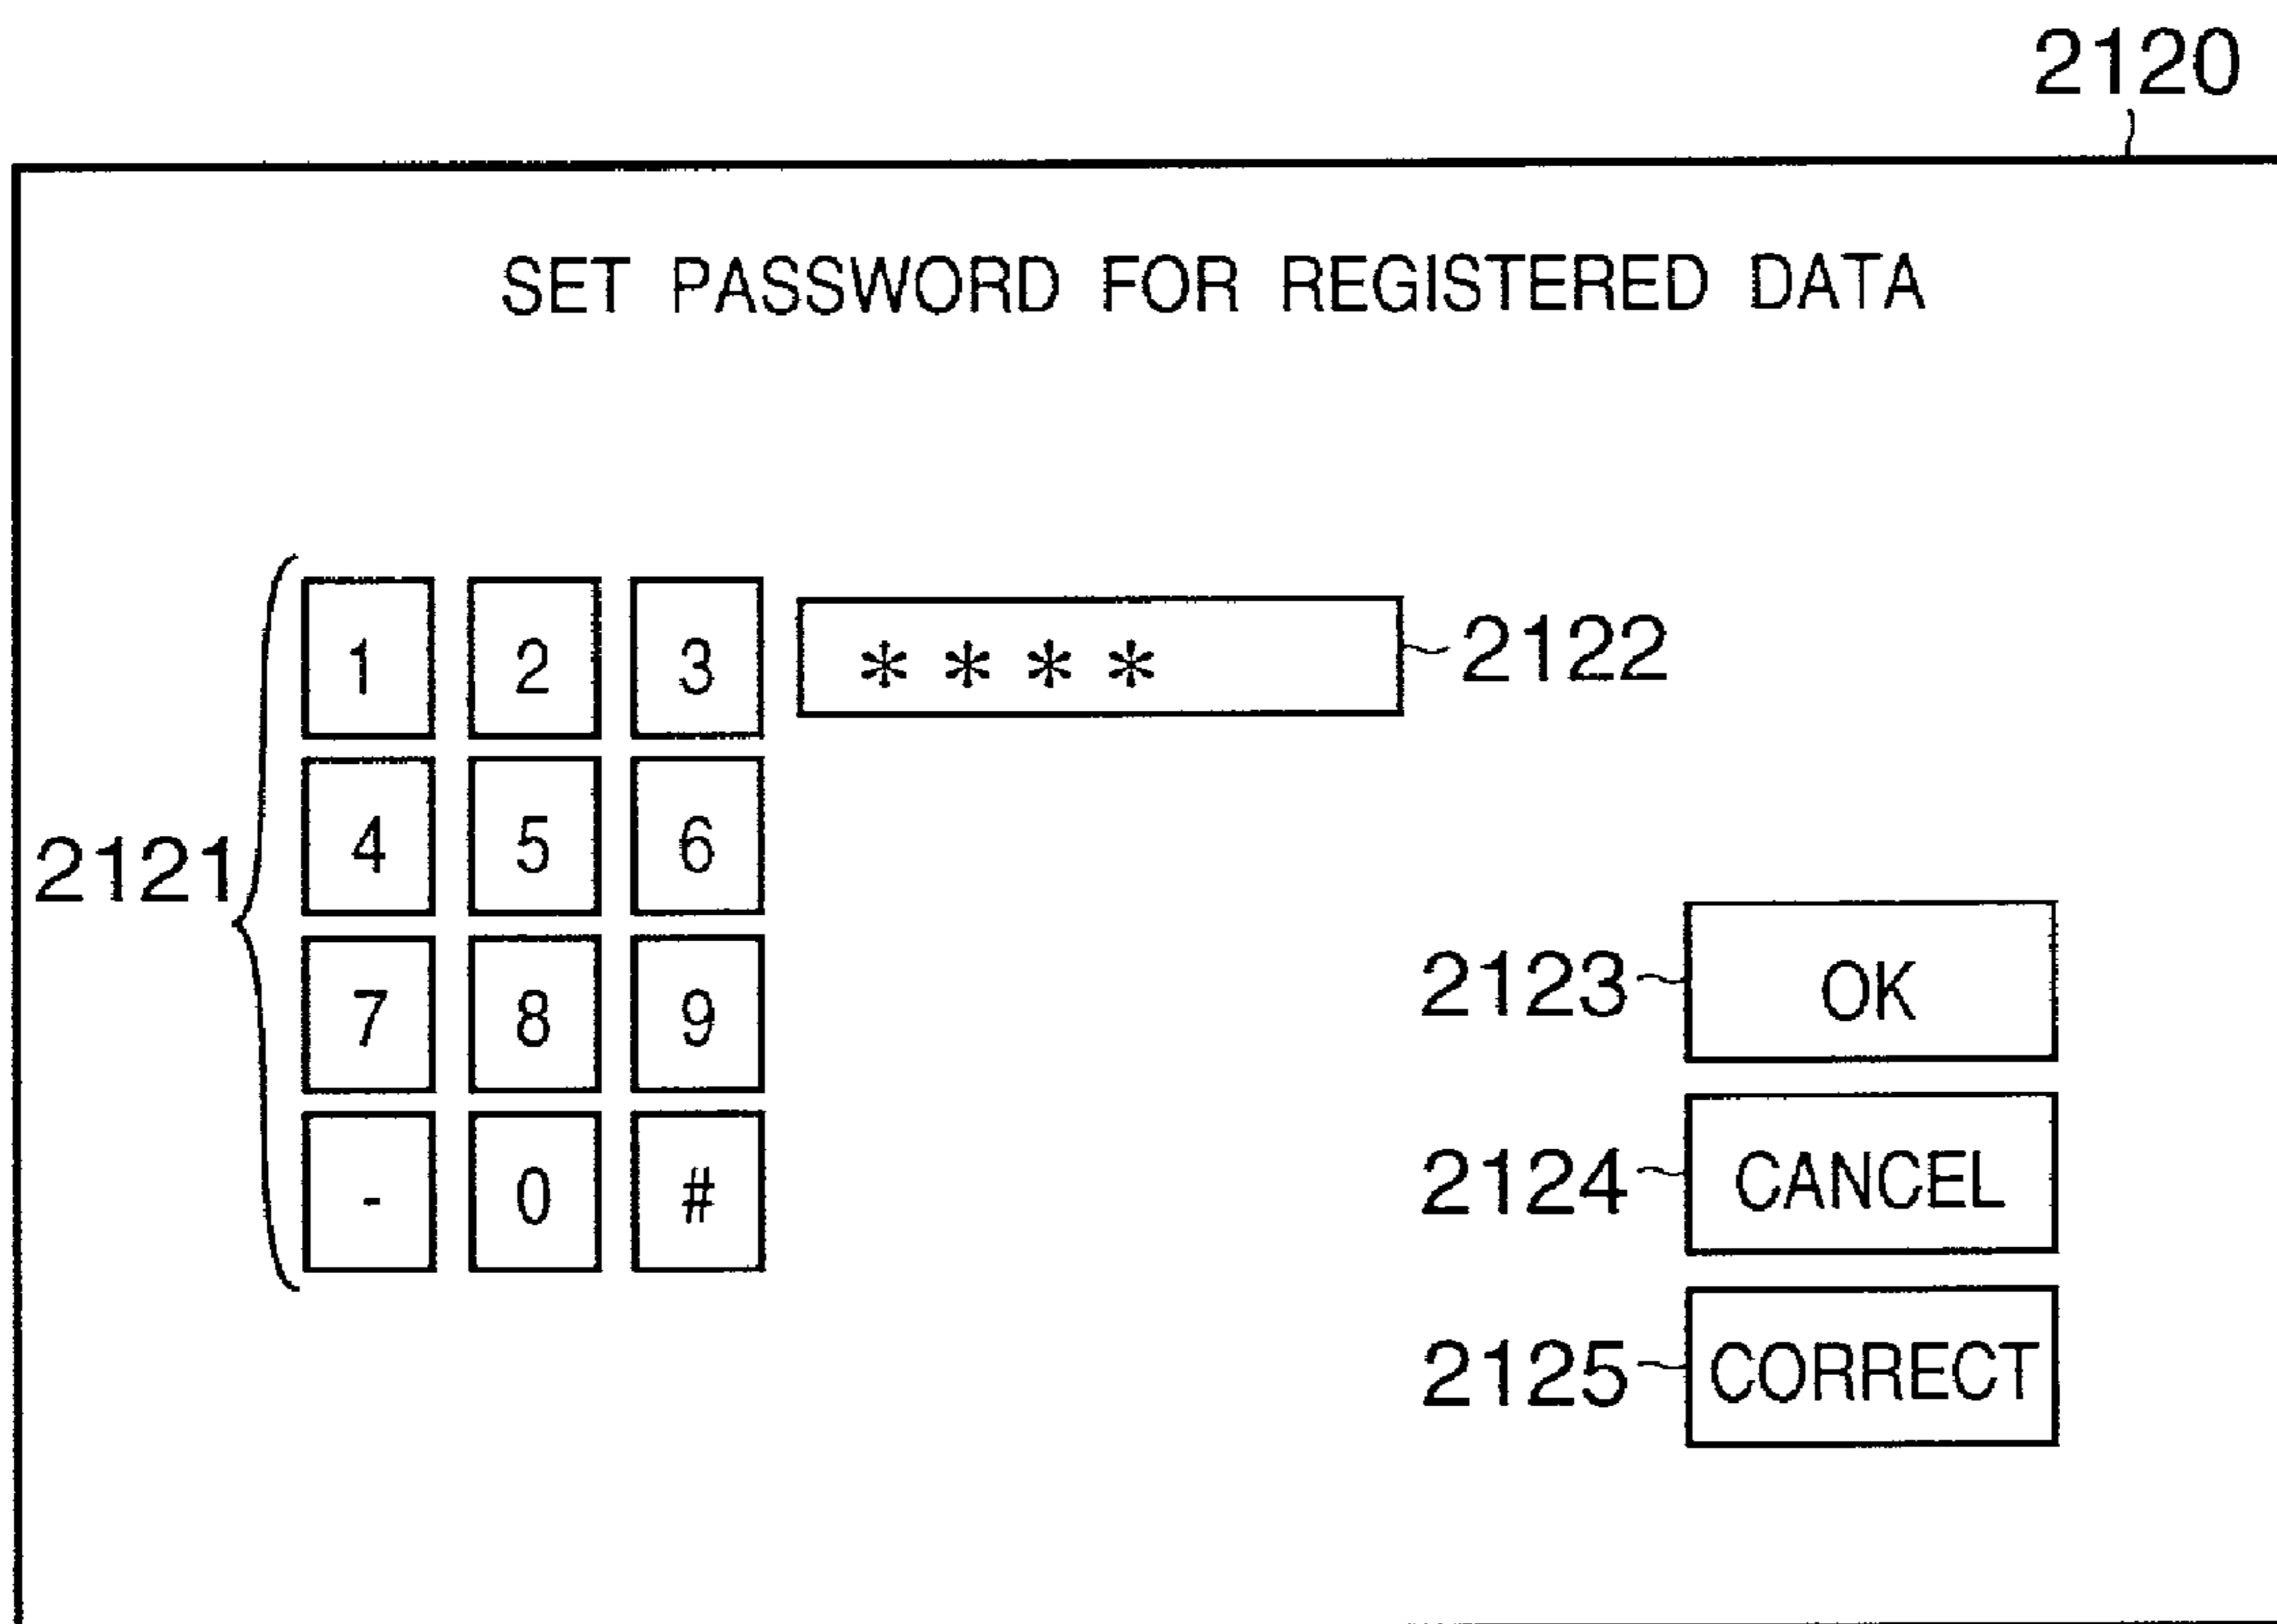 2120
SET PASSWORD FOR REGISTERED DATA
1 2 3 **** 2122
4 5 6
2121
7 8 9
2123 OK
- 0 #
2124 CANCEL
2125 CORRECT